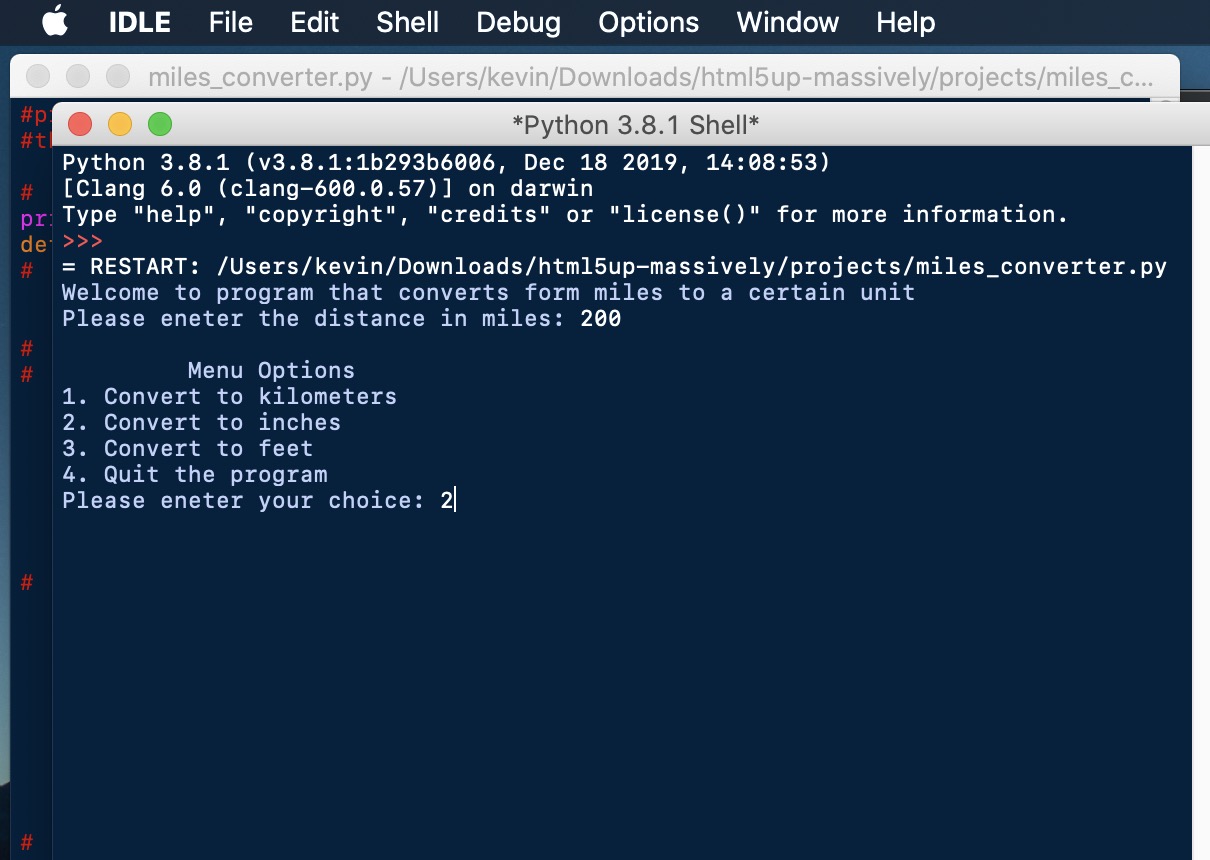 IDLE File Edit Shell Debug Options Window Help
miles_converter.py - /Users/kevin/Downloads/html5up-massively/projects/miles_c...
*Python 3.8.1 Shell*
Python 3.8.1 (v3.8.1:1b293b6006, Dec 18 2019, 14:08:53)
[Clang 6.0 (clang-600.0.57)] on darwin
Type "help", "copyright", "credits" or "license()" for more information.
>>>
= RESTART: /Users/kevin/Downloads/html5up-massively/projects/miles_converter.py
Welcome to program that converts form miles to a certain unit
Please eneter the distance in miles: 200
Menu Options
1. Convert to kilometers
2. Convert to inches
3. Convert to feet
4. Quit the program
Please eneter your choice: 2
#
#
#
#
#
#